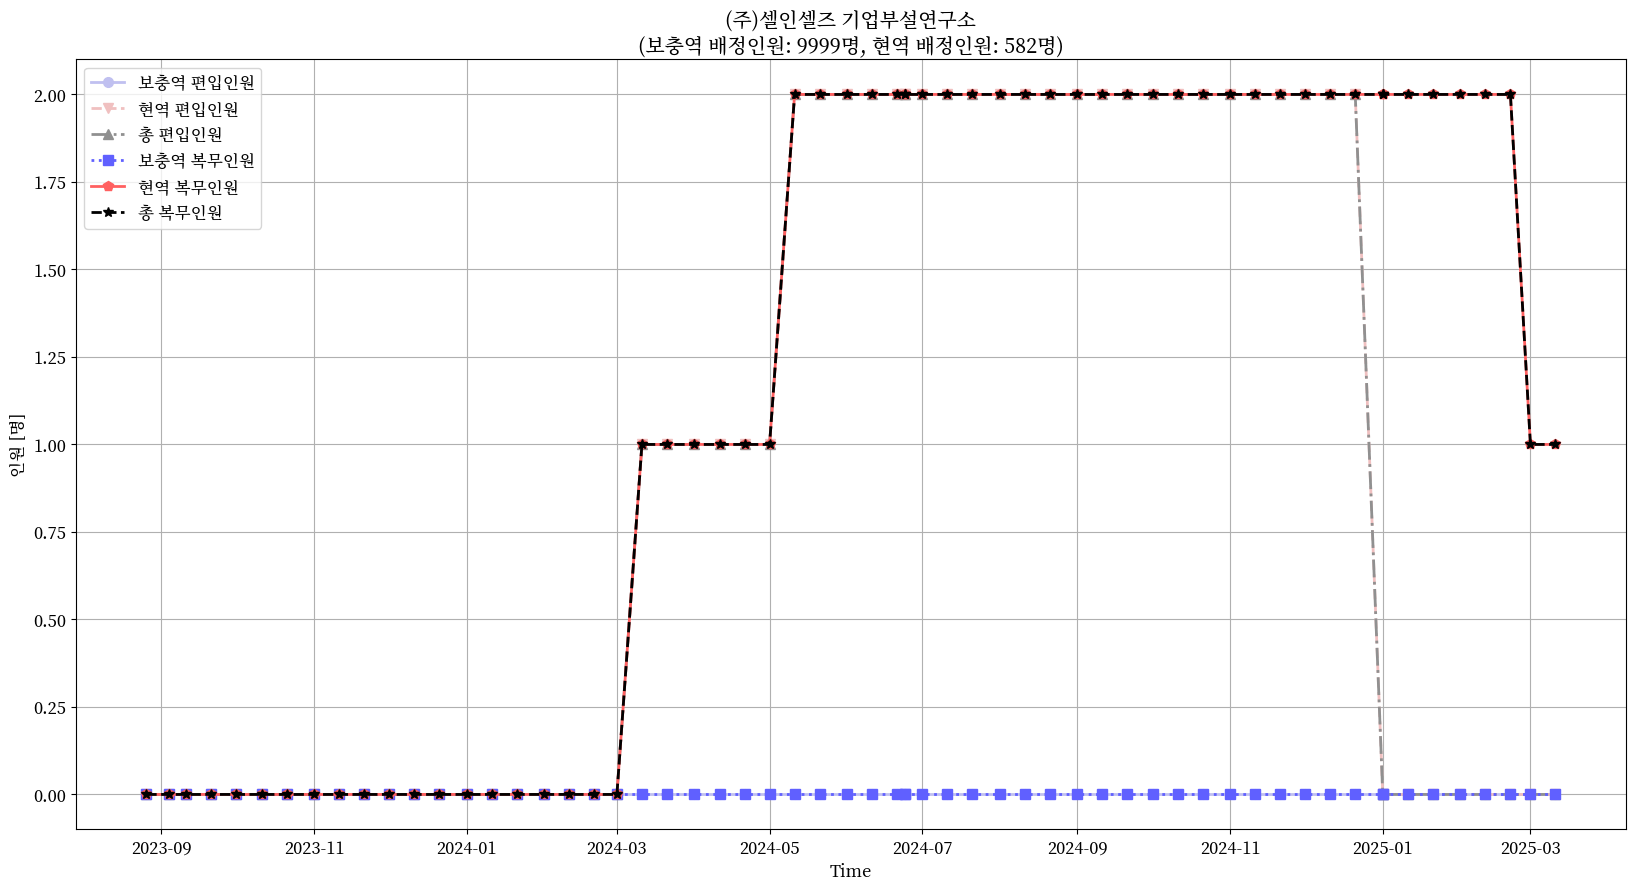 (주)셀인셀즈 기업부설연구소
(보충역 배정인원: 9999명, 현역 배정인원: 582명)
보충역 편입인원
현역 편입인원
총 편입인원
보충역 복무인원
현역 복무인원
총 복무인원
인원 [명]
2.00
1.75
1.50
1.25
1.00
0.75
0.50
0.25
0.00
2023-09 2023-11 2024-01 2024-03 2024-05 2024-07 2024-09 2024-11 2025-01 2025-03
Time